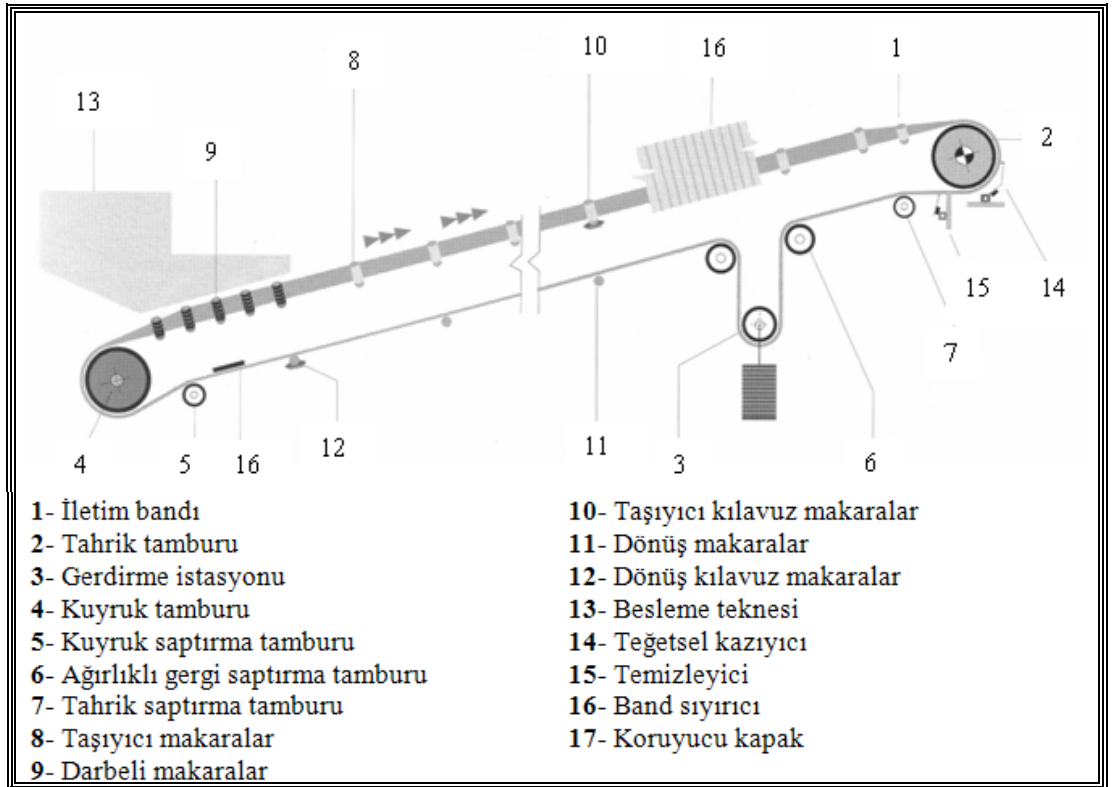 10 16 1
8
13
2
9
15 14
7
4 5 16 12 11 3 6
1- İletim bandı
2- Tahrik tamburu
3- Gerdirme istasyonu
4- Kuyruk tamburu
5- Kuyruk saptırma tamburu
6- Ağırlıklı gergi saptırma tamburu
7- Tahrik saptırma tamburu
8- Taşıyıcı makaralar
9- Darbeli makaralar
10- Taşıyıcı kılavuz makaralar
11- Dönüş makaralar
12- Dönüş kılavuz makaralar
13- Besleme teknesi
14- Teğetsel kazıyıcı
15- Temizleyici
16- Band sıyırıcı
17- Koruyucu kapak